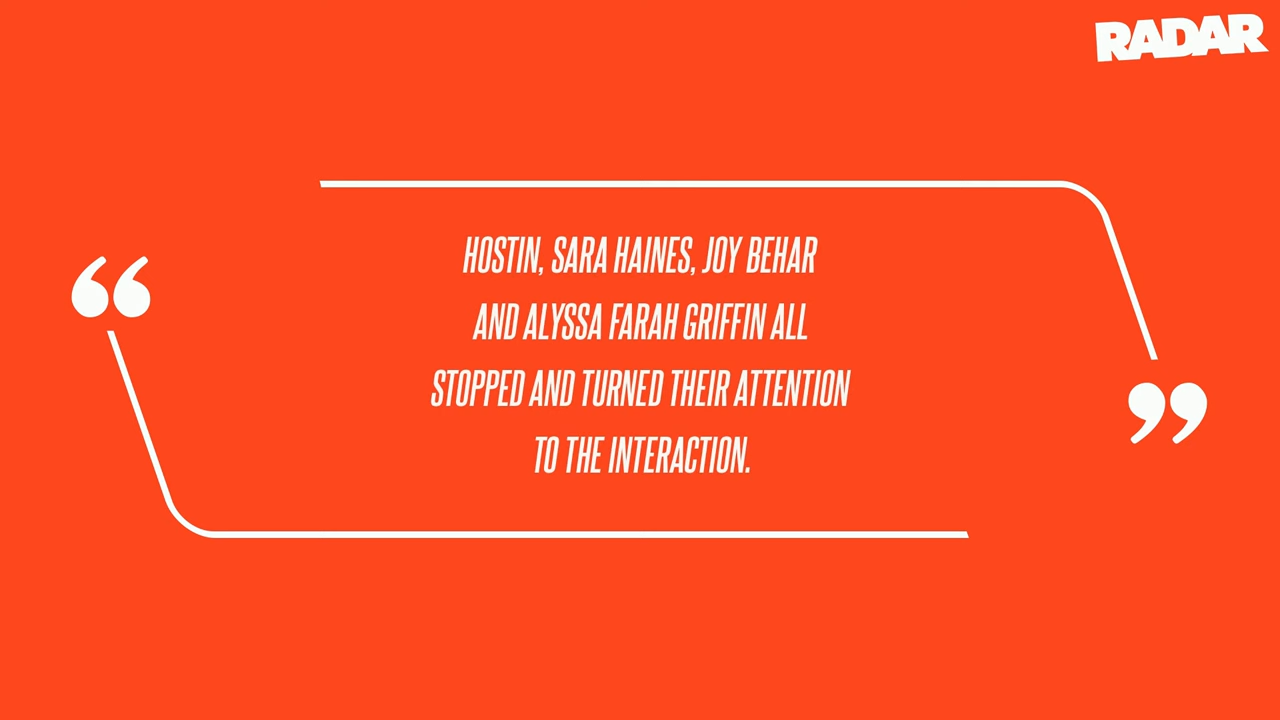 RADAR
“
HOSTIN, SARA HAINES, JOY BEHAR
AND ALYSSA FARAH GRIFFIN ALL
STOPPED AND TURNED THEIR ATTENTION
TO THE INTERACTION.
”